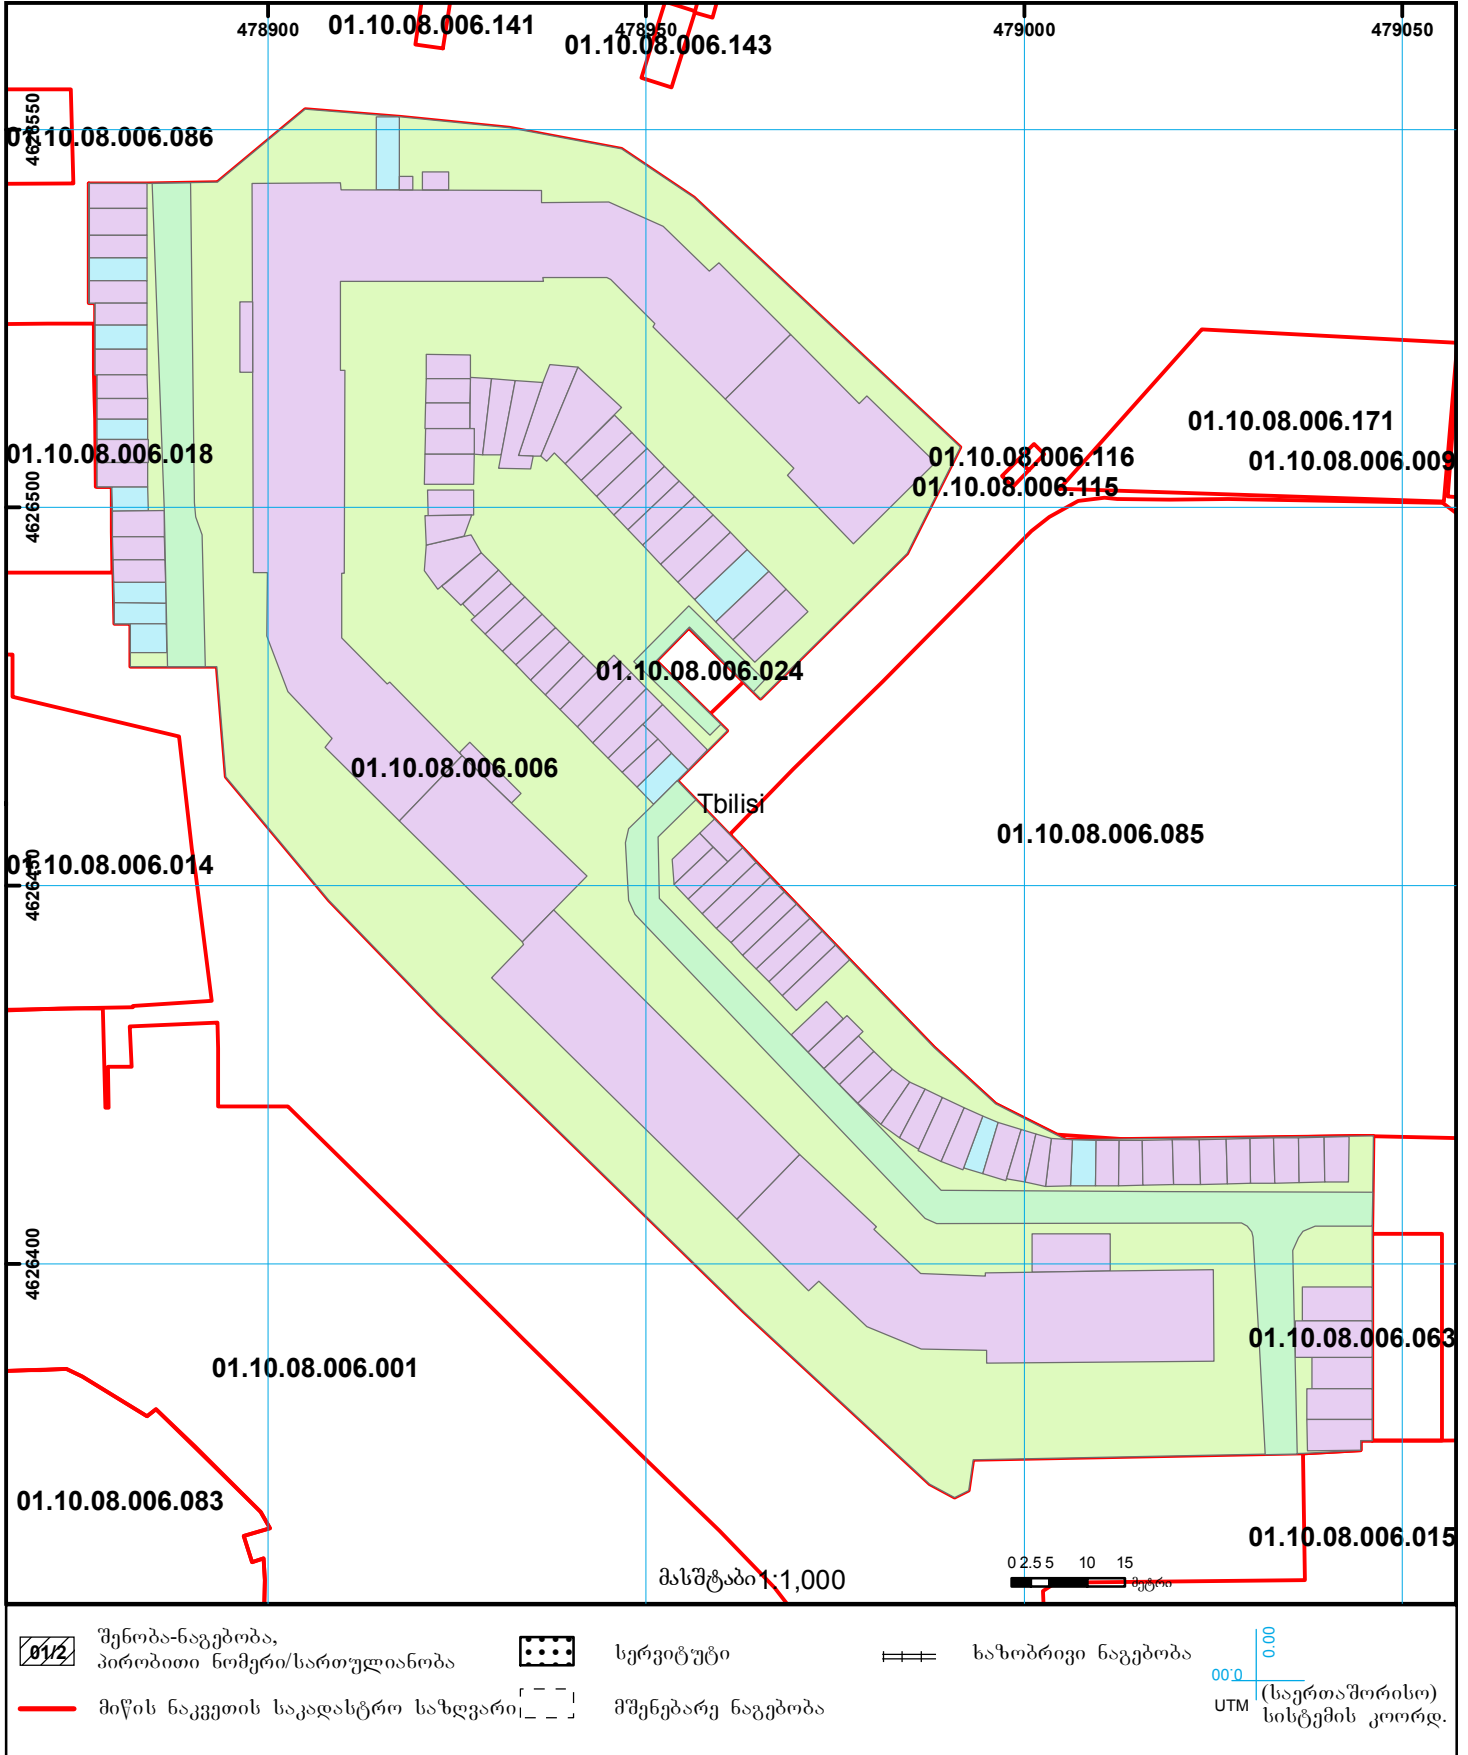 01.10.08.006.141
478900
478950
479000
479050
01.10.08.006.143
4626550
01.10.08.006.086
01.10.08.006.171
01.10.08.006.018
01.10.08.006.116
01.10.08.006.009
01.10.08.006.115
4626500
01.10.08.006.024
01.10.08.006.006
Tbilisi
01.10.08.006.085
01.10.08.006.014
4626450
4626400
01.10.08.006.063
01.10.08.006.001
01.10.08.006.083
01.10.08.006.015
0 2.5 5 10 15
მასშტაბი 1:1,000
მეტრი
01/2
შენობა-ნაგებობა,
პირობითი ნომერი/სართულიანობა
სერვიტუტი
ხაზობრივი ნაგებობა
0.00
00.0
UTM
(საერთაშორისო)
სისტემის კოორდ.
მიწის ნაკვეთის საკადასტრო საზღვარი
მშენებარე ნაგებობა